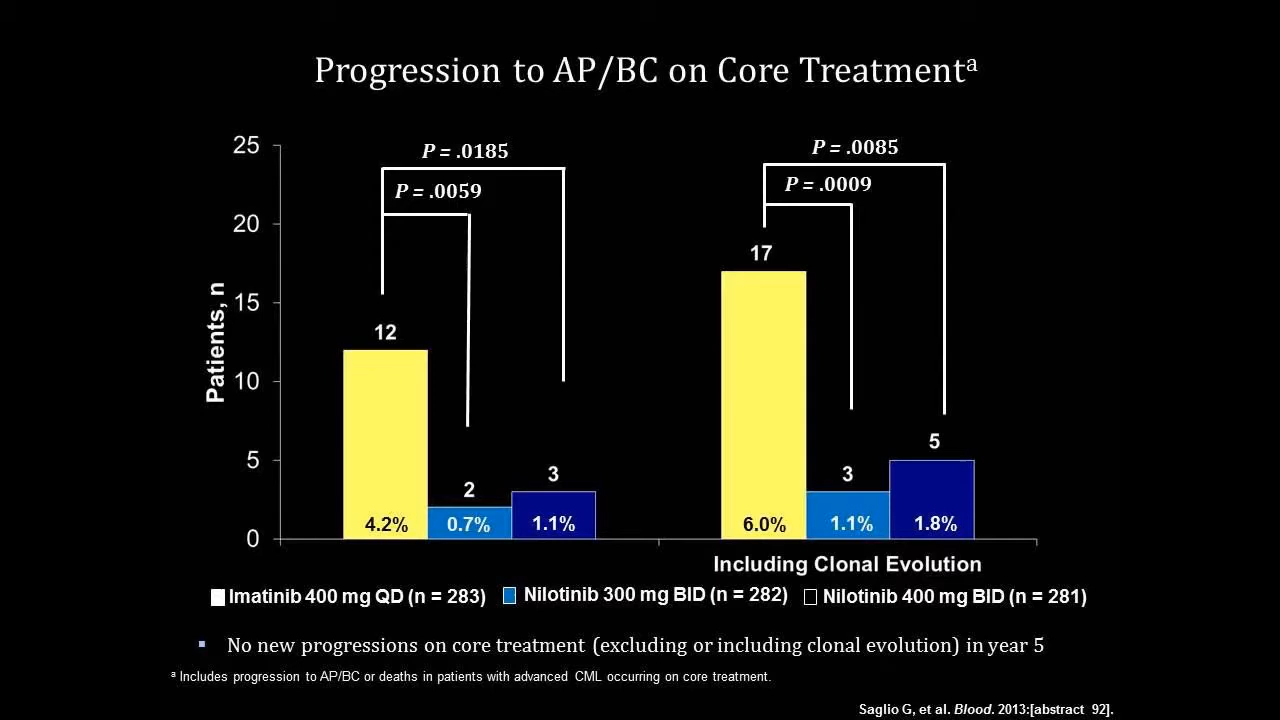 Progression to AP/BC on Core Treatmentᵃ
25
20
15
10
5
0
Patients, n
P = .0185
P = .0059
12
2
3
4.2%
0.7%
1.1%
P = .0085
P = .0009
17
3
5
6.0%
1.1%
1.8%
Including Clonal Evolution
Imatinib 400 mg QD (n = 283) Nilotinib 300 mg BID (n = 282) Nilotinib 400 mg BID (n = 281)
▪ No new progressions on core treatment (excluding or including clonal evolution) in year 5
ᵃ Includes progression to AP/BC or deaths in patients with advanced CML occurring on core treatment.
Saglio G, et al. Blood. 2013:[abstract 92].